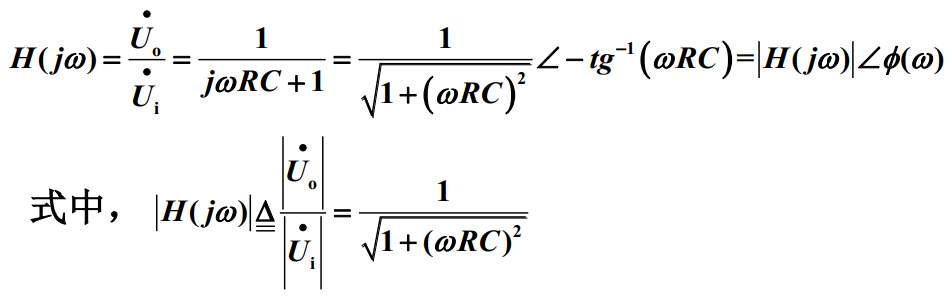 H(jω) = U̇ₒ/U̇ᵢ = 1/(jωRC + 1) = 1/√(1 + (ωRC)²) ∠ − tg⁻¹(ωRC) = |H(jω)|∠ϕ(ω)
式中， |H(jω)| ≜ |U̇ₒ|/|U̇ᵢ| = 1/√(1 + (ωRC)²)